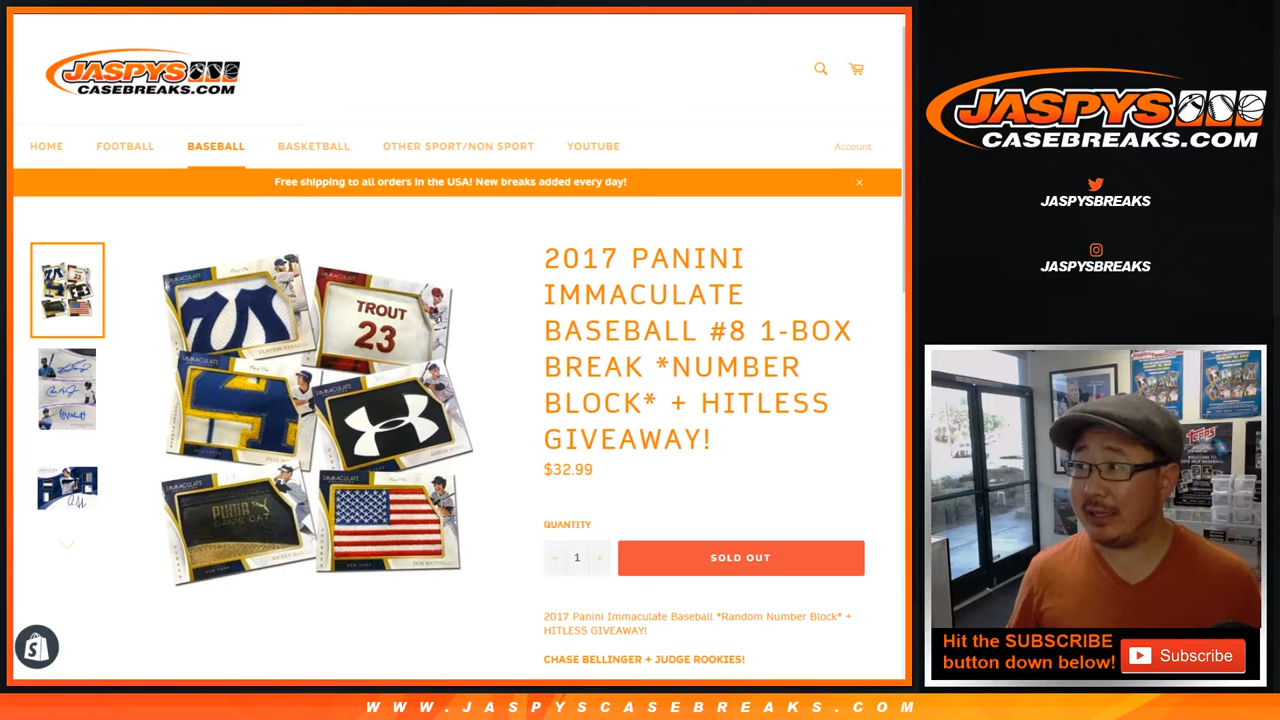 JASPYS
CASEBREAKS.COM
HOME
FOOTBALL
BASEBALL
BASKETBALL
OTHER SPORT/NON SPORT
YOUTUBE
Account
Free shipping to all orders in the USA! New breaks added every day!
×
TROUT
23
PUMA
2017 PANINI
IMMACULATE
BASEBALL #8 1-BOX
BREAK *NUMBER
BLOCK* + HITLESS
GIVEAWAY!
$32.99
QUANTITY
− 1 +
SOLD OUT
2017 Panini Immaculate Baseball *Random Number Block* +
HITLESS GIVEAWAY!
CHASE BELLINGER + JUDGE ROOKIES!
JASPYS
CASEBREAKS.COM
JASPYSBREAKS
JASPYSBREAKS
Topps
Hit the SUBSCRIBE
button down below!
Subscribe
WWW.JASPYSCASEBREAKS.COM